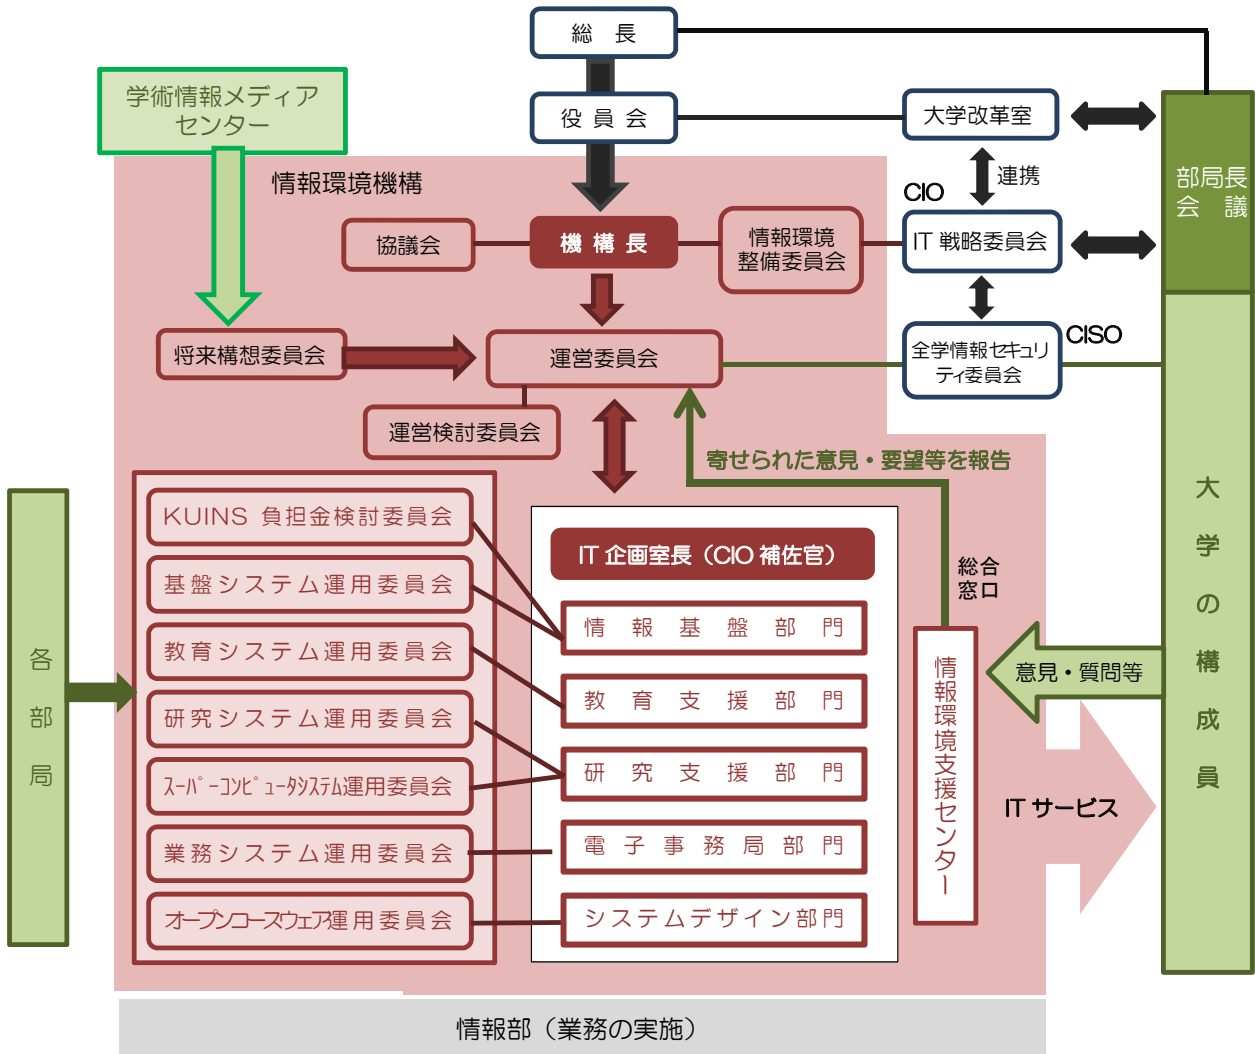 総 長
学術情報メディア
センター
役 員 会
大学改革室
情報環境機構
CIO
連携
部局長
会 議
協議会
機 構 長
情報環境
整備委員会
IT 戦略委員会
将来構想委員会
運営委員会
全学情報セキュリ
ティ委員会
CISO
運営検討委員会
寄せられた意見・要望等を報告
KUINS 負担金検討委員会
基盤システム運用委員会
教育システム運用委員会
研究システム運用委員会
スーパーコンピュータシステム運用委員会
業務システム運用委員会
オープンコースウェア運用委員会
各部局
IT 企画室長（CIO 補佐官）
情報基盤部門
教育支援部門
研究支援部門
電子事務局部門
システムデザイン部門
総合
窓口
情報環境支援センター
意見・質問等
IT サービス
大学の構成員
情報部（業務の実施）